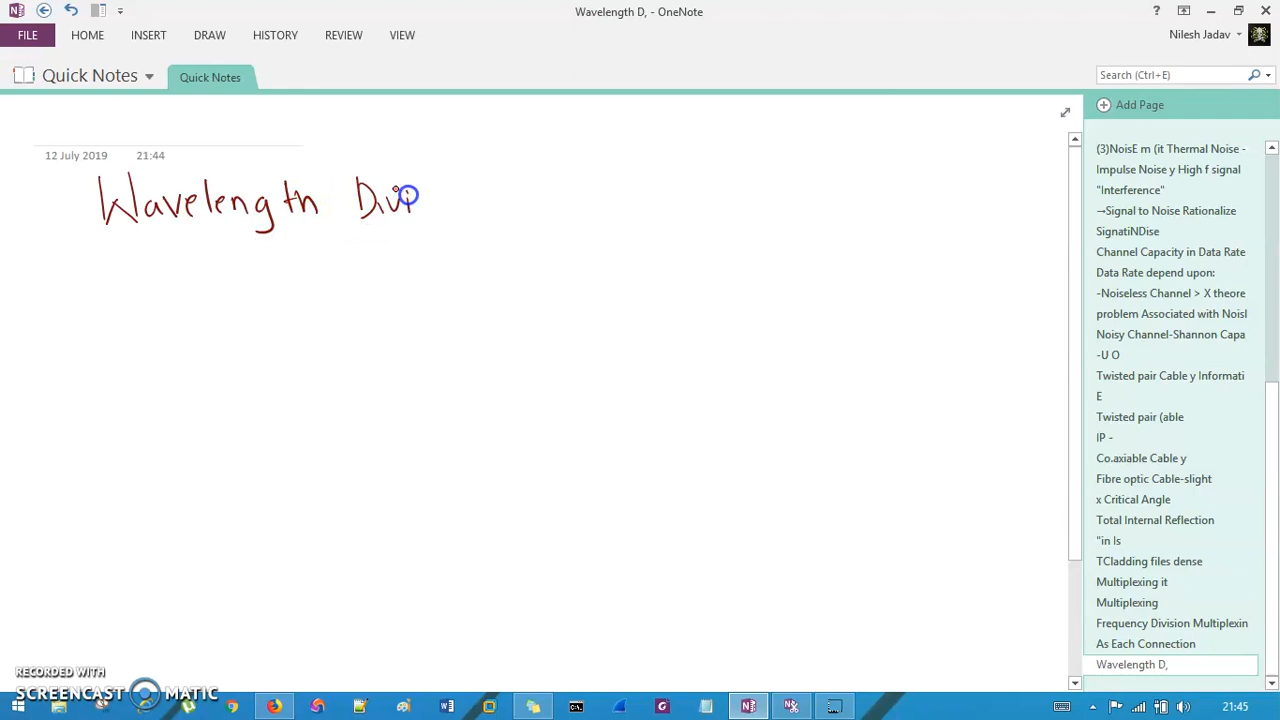 Wavelength D, - OneNote
FILE HOME INSERT DRAW HISTORY REVIEW VIEW
Nilesh Jadav
Quick Notes
Quick Notes
Search (Ctrl+E)
Add Page
12 July 2019 21:44
Wavelength Divi
(3)NoisE m (it Thermal Noise -
Impulse Noise y High f signal
"Interference"
→Signal to Noise Rationalize
SignatiNDise
Channel Capacity in Data Rate
Data Rate depend upon:
-Noiseless Channel > X theore
problem Associated with Noisl
Noisy Channel-Shannon Capa
-U O
Twisted pair Cable y Informati
E
Twisted pair (able
IP -
Co.axiable Cable y
Fibre optic Cable-slight
x Critical Angle
Total Internal Reflection
"in Is
TCladding files dense
Multiplexing it
Multiplexing
Frequency Division Multiplexin
As Each Connection
Wavelength D,
RECORDED WITH
SCREENCAST MATIC
21:45